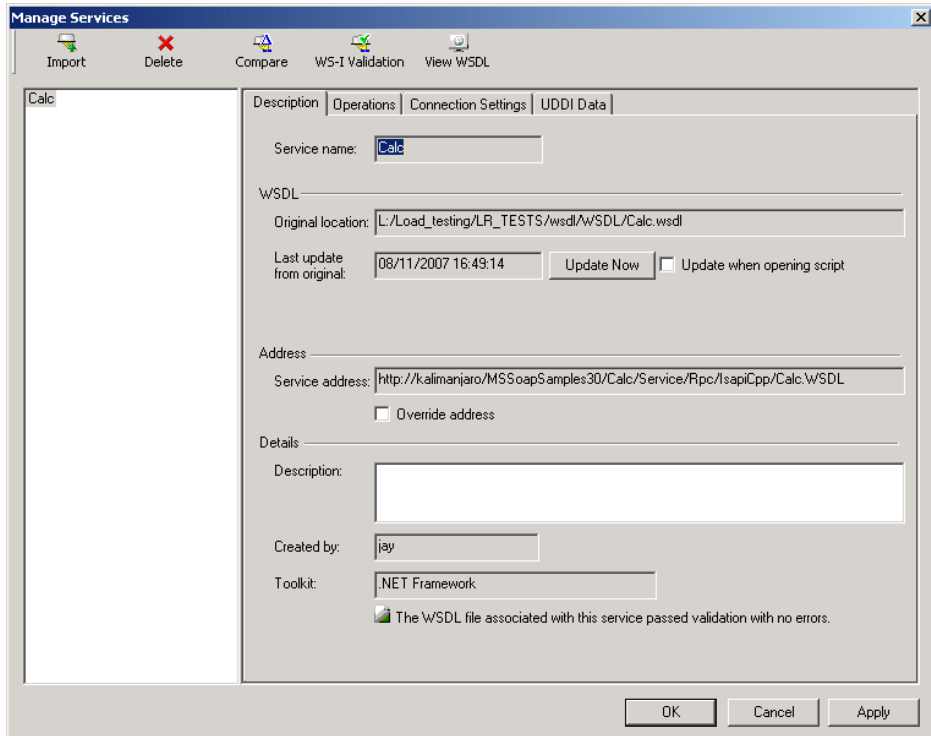 Manage Services
Import Delete Compare WS-I Validation View WSDL
Calc
Description Operations Connection Settings UDDI Data
Service name: Calc
WSDL
Original location: L:/Load_testing/LR_TESTS/wsdl/WSDL/Calc.wsdl
Last update
from original: 08/11/2007 16:49:14 Update Now Update when opening script
Address
Service address: http://kalimanjaro/MSSoapSamples30/Calc/Service/Rpc/IsapiCpp/Calc.WSDL
Override address
Details
Description:
Created by: jay
Toolkit: .NET Framework
The WSDL file associated with this service passed validation with no errors.
OK Cancel Apply